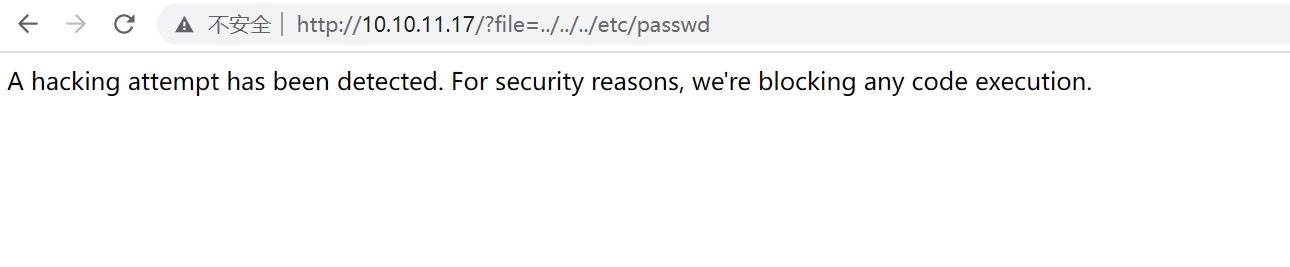 不安全 | http://10.10.11.17/?file=../../../etc/passwd
A hacking attempt has been detected. For security reasons, we're blocking any code execution.